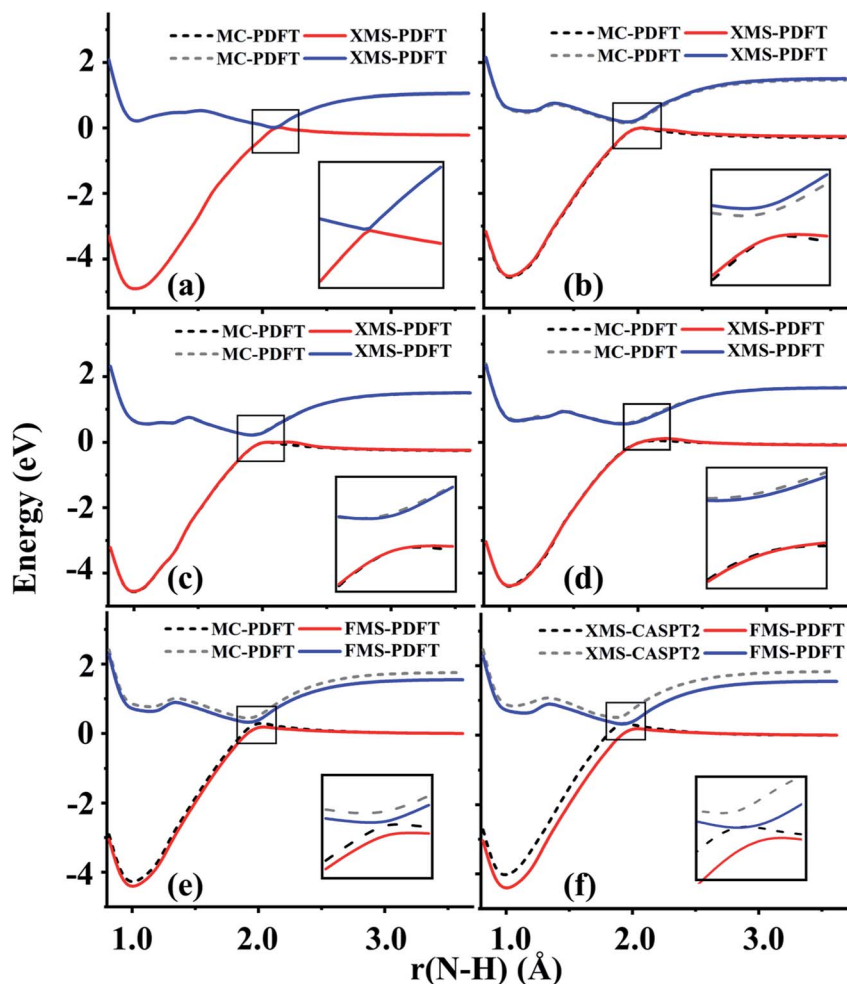 MC-PDFT XMS-PDFT
MC-PDFT XMS-PDFT
MC-PDFT XMS-PDFT
MC-PDFT XMS-PDFT
2
0
-2
-4
(a)
(b)
MC-PDFT XMS-PDFT
MC-PDFT XMS-PDFT
MC-PDFT XMS-PDFT
MC-PDFT XMS-PDFT
2
0
-2
-4
(c)
(d)
Energy (eV)
MC-PDFT FMS-PDFT
MC-PDFT FMS-PDFT
XMS-CASPT2 FMS-PDFT
XMS-CASPT2 FMS-PDFT
2
0
-2
-4
(e)
(f)
1.0 2.0 3.0 1.0 2.0 3.0
r(N-H) (Å)